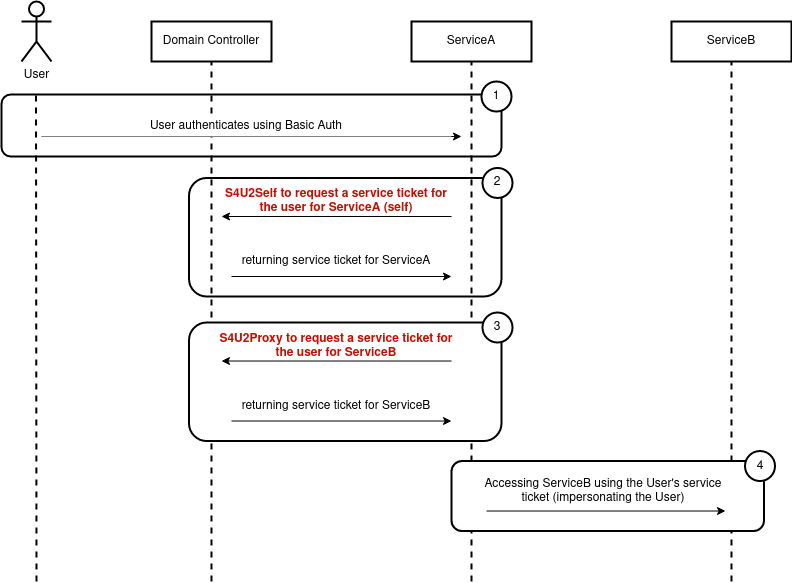 User
Domain Controller
ServiceA
ServiceB
1
User authenticates using Basic Auth
2
S4U2Self to request a service ticket for
the user for ServiceA (self)
returning service ticket for ServiceA
3
S4U2Proxy to request a service ticket for
the user for ServiceB
returning service ticket for ServiceB
4
Accessing ServiceB using the User's service
ticket (impersonating the User)